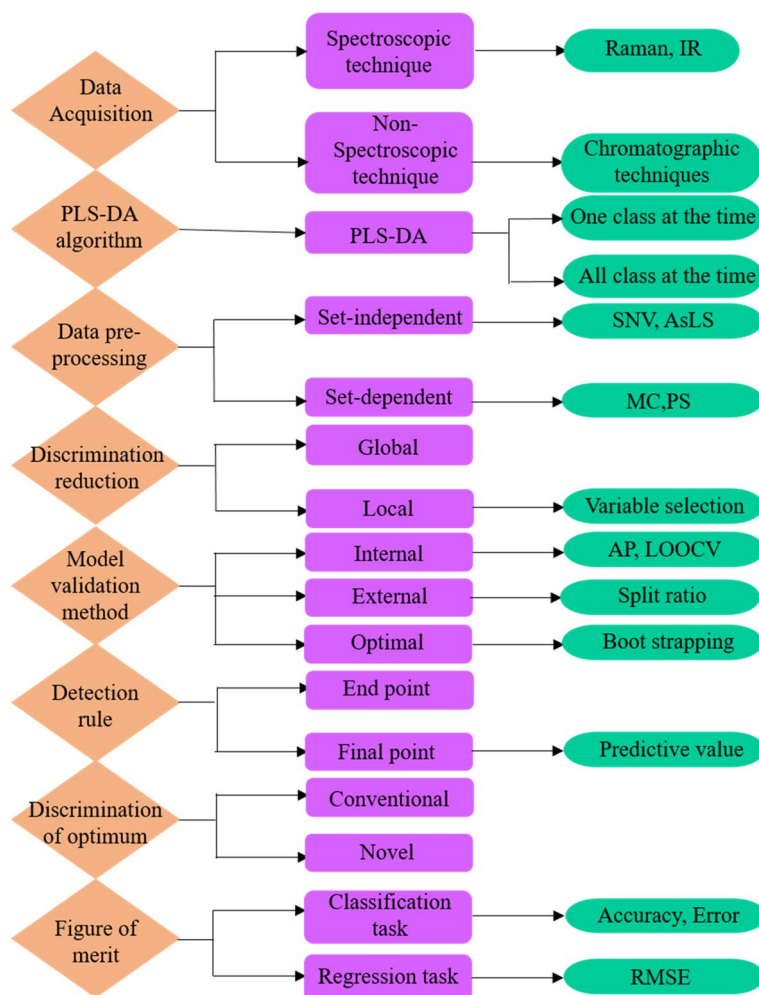 Data
Acquisition
Spectroscopic
technique
Raman, IR
Non-
Spectroscopic
technique
Chromatographic
techniques
PLS-DA
algorithm
PLS-DA
One class at the time
All class at the time
Data pre-
processing
Set-independent
SNV, AsLS
Set-dependent
MC,PS
Discrimination
reduction
Global
Local
Variable selection
Model
validation
method
Internal
AP, LOOCV
External
Split ratio
Optimal
Boot strapping
Detection
rule
End point
Final point
Predictive value
Discrimination
of optimum
Conventional
Novel
Figure of
merit
Classification
task
Accuracy, Error
Regression task
RMSE